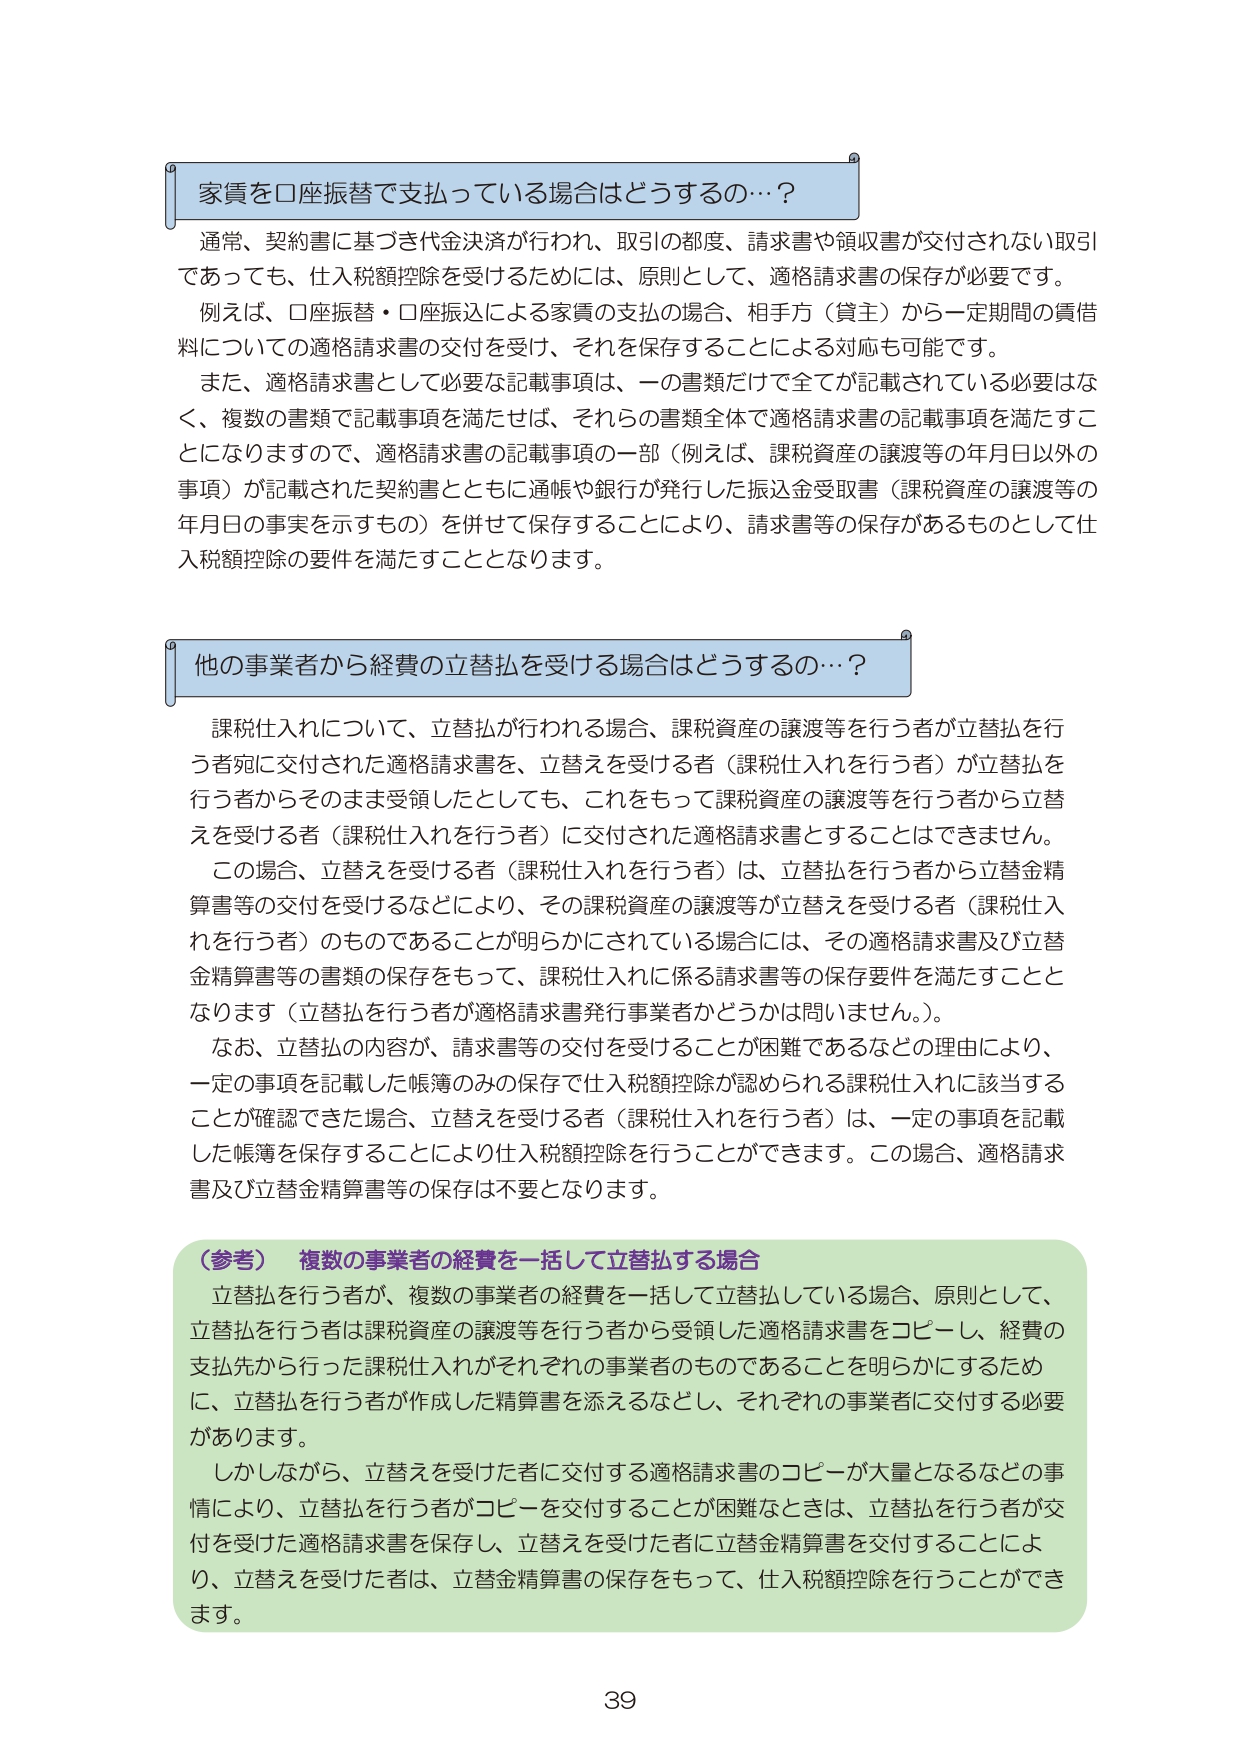 家賃を口座振替で支払っている場合はどうするの…？
通常、契約書に基づき代金決済が行われ、取引の都度、請求書や領収書が交付されない取引
であっても、仕入税額控除を受けるためには、原則として、適格請求書の保存が必要です。
例えば、口座振替・口座振込による家賃の支払の場合、相手方（貸主）から一定期間の賃借
料についての適格請求書の交付を受け、それを保存することによる対応も可能です。
また、適格請求書として必要な記載事項は、一の書類だけで全てが記載されている必要はな
く、複数の書類で記載事項を満たせば、それらの書類全体で適格請求書の記載事項を満たすこ
とになりますので、適格請求書の記載事項の一部（例えば、課税資産の譲渡等の年月日以外の
事項）が記載された契約書とともに通帳や銀行が発行した振込金受取書（課税資産の譲渡等の
年月日の事実を示すもの）を併せて保存することにより、請求書等の保存があるものとして仕
入税額控除の要件を満たすこととなります。
他の事業者から経費の立替払を受ける場合はどうするの…？
課税仕入れについて、立替払が行われる場合、課税資産の譲渡等を行う者が立替払を行
う者宛に交付された適格請求書を、立替えを受ける者（課税仕入れを行う者）が立替払を
行う者からそのまま受領したとしても、これをもって課税資産の譲渡等を行う者から立替
えを受ける者（課税仕入れを行う者）に交付された適格請求書とすることはできません。
この場合、立替えを受ける者（課税仕入れを行う者）は、立替払を行う者から立替金精
算書等の交付を受けるなどにより、その課税資産の譲渡等が立替えを受ける者（課税仕入
れを行う者）のものであることが明らかにされている場合には、その適格請求書及び立替
金精算書等の書類の保存をもって、課税仕入れに係る請求書等の保存要件を満たすことと
なります（立替払を行う者が適格請求書発行事業者かどうかは問いません。）。
なお、立替払の内容が、請求書等の交付を受けることが困難であるなどの理由により、
一定の事項を記載した帳簿のみの保存で仕入税額控除が認められる課税仕入れに該当する
ことが確認できた場合、立替えを受ける者（課税仕入れを行う者）は、一定の事項を記載
した帳簿を保存することにより仕入税額控除を行うことができます。この場合、適格請求
書及び立替金精算書等の保存は不要となります。
（参考）　複数の事業者の経費を一括して立替払する場合
立替払を行う者が、複数の事業者の経費を一括して立替払している場合、原則として、
立替払を行う者は課税資産の譲渡等を行う者から受領した適格請求書をコピーし、経費の
支払先から行った課税仕入れがそれぞれの事業者のものであることを明らかにするため
に、立替払を行う者が作成した精算書を添えるなどし、それぞれの事業者に交付する必要
があります。
しかしながら、立替えを受けた者に交付する適格請求書のコピーが大量となるなどの事
情により、立替払を行う者がコピーを交付することが困難なときは、立替払を行う者が交
付を受けた適格請求書を保存し、立替えを受けた者に立替金精算書を交付することによ
り、立替えを受けた者は、立替金精算書の保存をもって、仕入税額控除を行うことができ
ます。
39